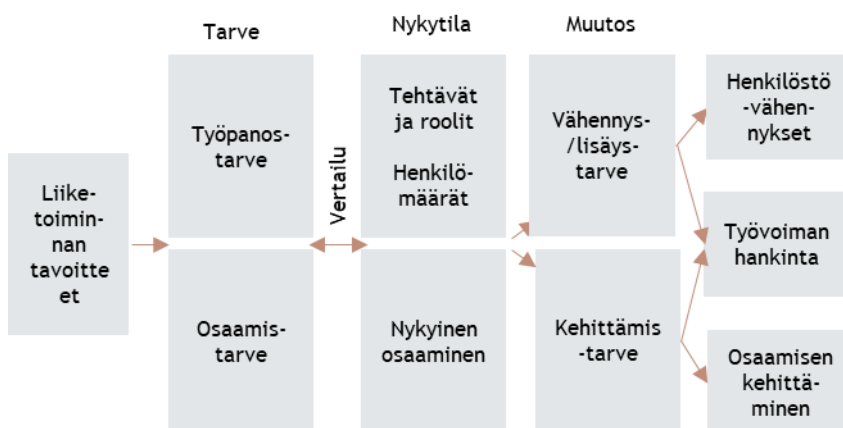 Tarve
Nykytila
Muutos
Liike-
toimin-
nan
tavoitte
et
Työpanos-
tarve
Osaamis-
tarve
Vertailu
Tehtävät
ja roolit
Henkilö-
määrät
Nykyinen
osaaminen
Vähennys-
/lisäys-
tarve
Kehittämis
-tarve
Henkilöstö
-vähen-
nykset
Työvoiman
hankinta
Osaamisen
kehittä-
minen